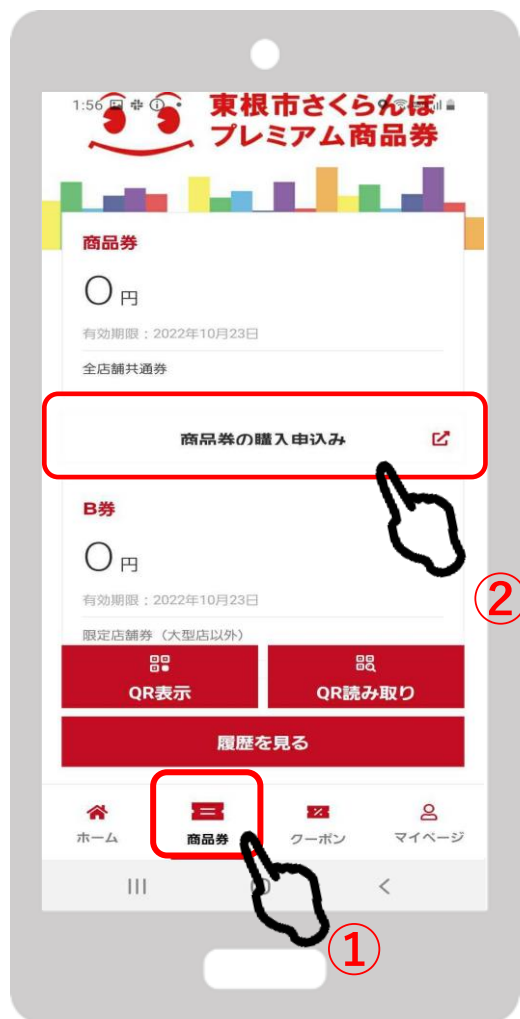 1:56
東根市さくらんぼ
プレミアム商品券
商品券
0 円
有効期限：2022年10月23日
全店舗共通券
商品券の購入申込み
B券
0 円
有効期限：2022年10月23日
②
限定店舗券（大型店以外）
QR表示
QR読み取り
履歴を見る
ホーム
商品券
クーポン
マイページ
①